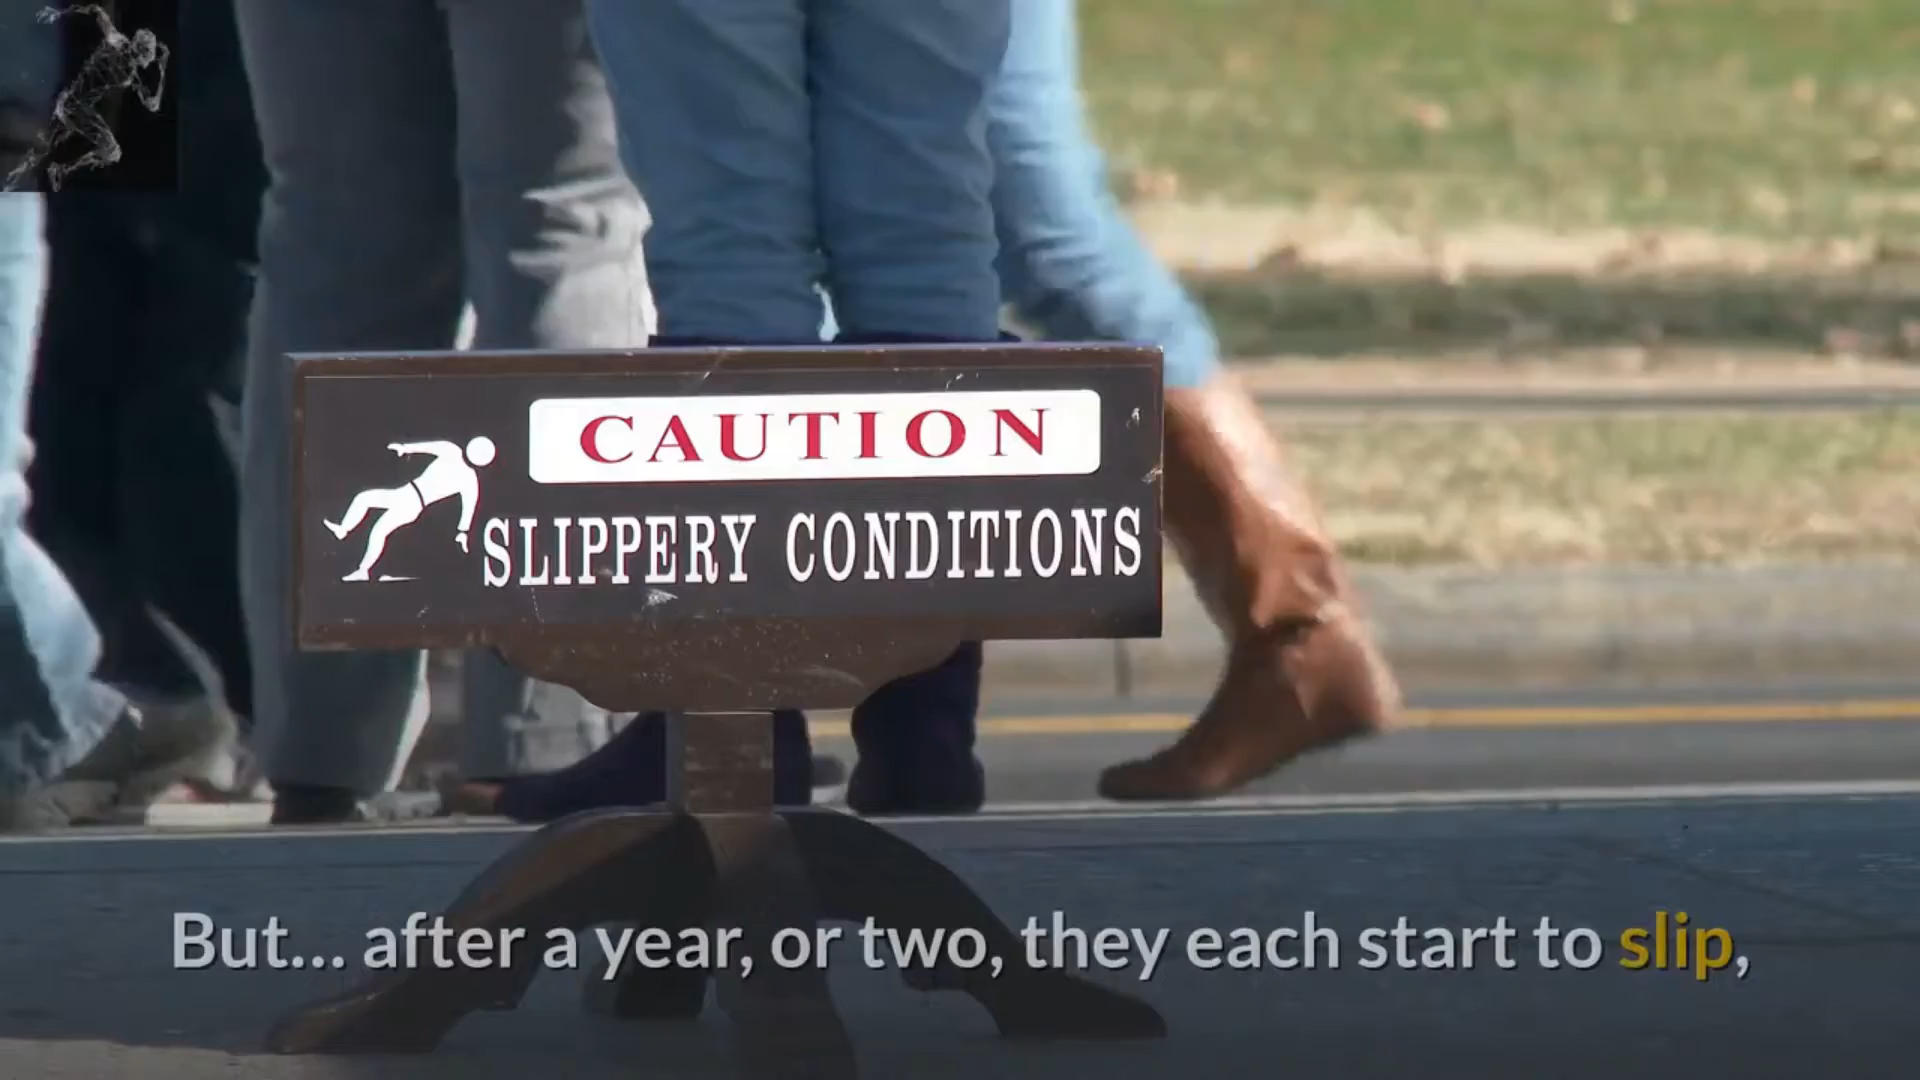 CAUTION
SLIPPERY CONDITIONS
But... after a year, or two, they each start to slip,